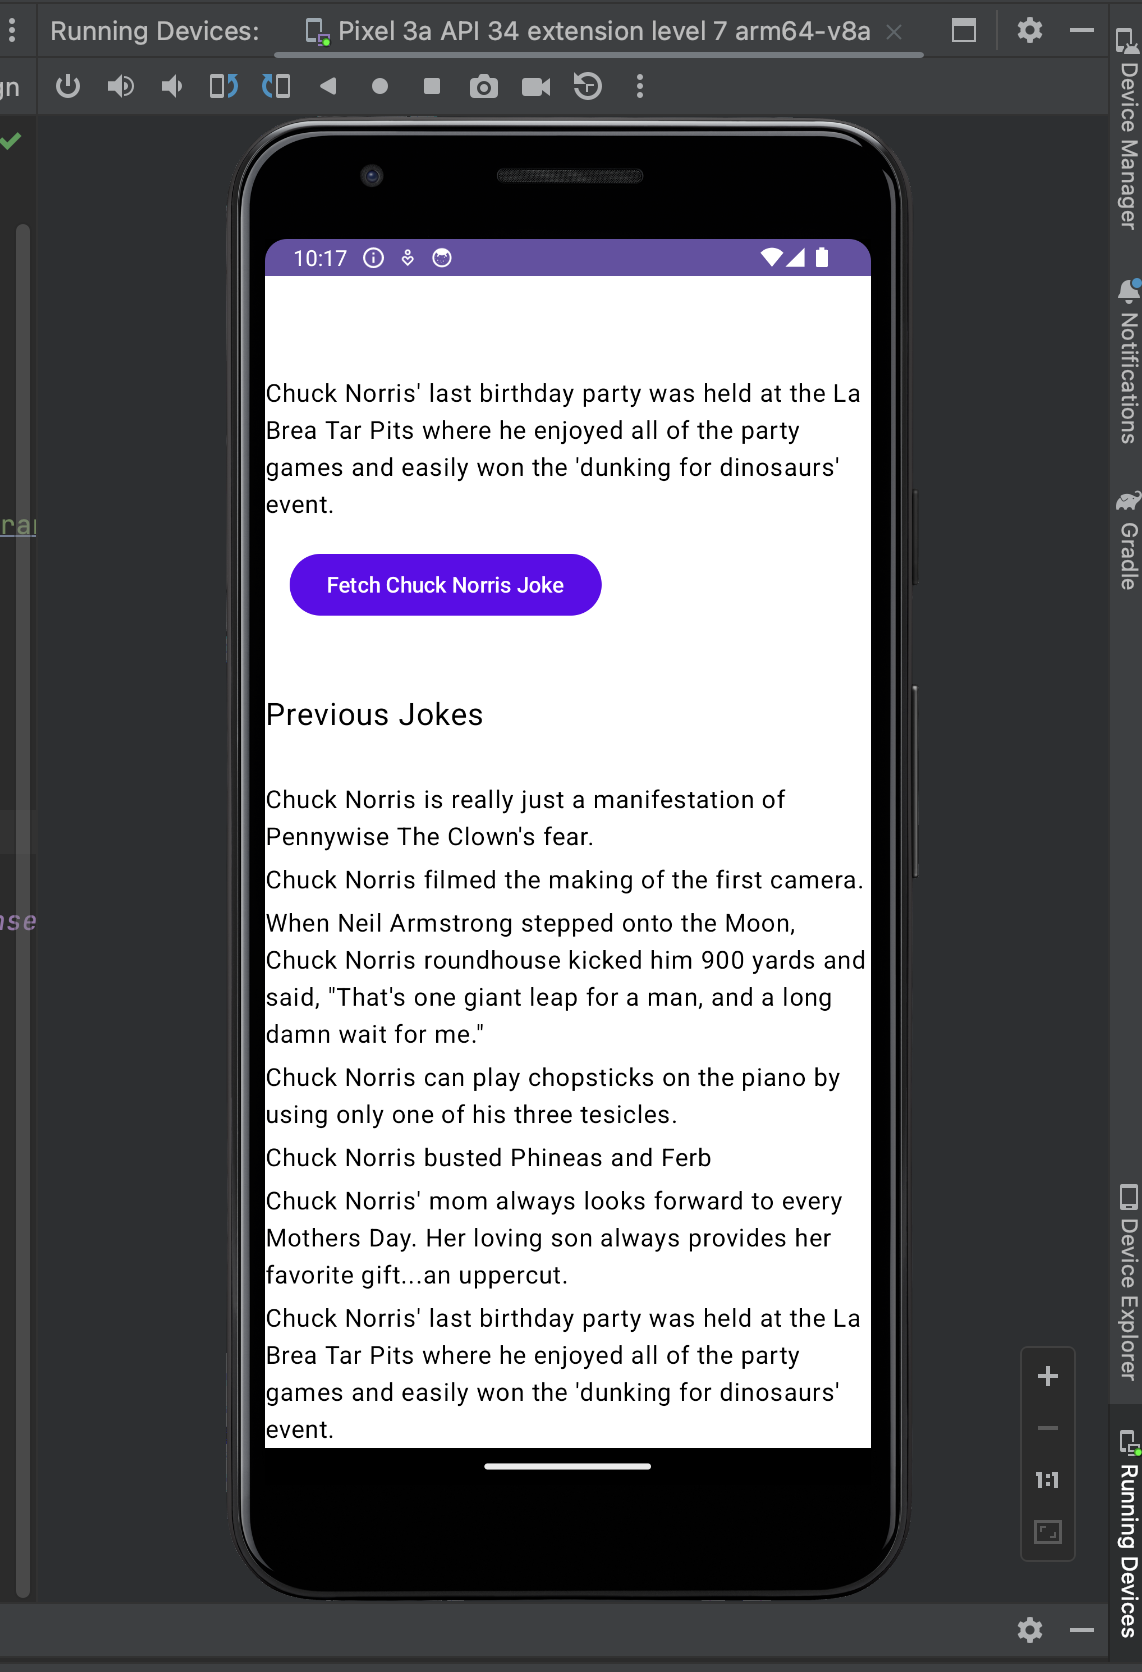 Running Devices:
Pixel 3a API 34 extension level 7 arm64-v8a
gn
Device Manager
Notifications
Gradle
Device Explorer
Running Devices
10:17
Chuck Norris' last birthday party was held at the La
Brea Tar Pits where he enjoyed all of the party
games and easily won the 'dunking for dinosaurs'
event.
Fetch Chuck Norris Joke
Previous Jokes
Chuck Norris is really just a manifestation of
Pennywise The Clown's fear.
Chuck Norris filmed the making of the first camera.
When Neil Armstrong stepped onto the Moon,
Chuck Norris roundhouse kicked him 900 yards and
said, "That's one giant leap for a man, and a long
damn wait for me."
Chuck Norris can play chopsticks on the piano by
using only one of his three tesicles.
Chuck Norris busted Phineas and Ferb
Chuck Norris' mom always looks forward to every
Mothers Day. Her loving son always provides her
favorite gift...an uppercut.
Chuck Norris' last birthday party was held at the La
Brea Tar Pits where he enjoyed all of the party
games and easily won the 'dunking for dinosaurs'
event.
1:1